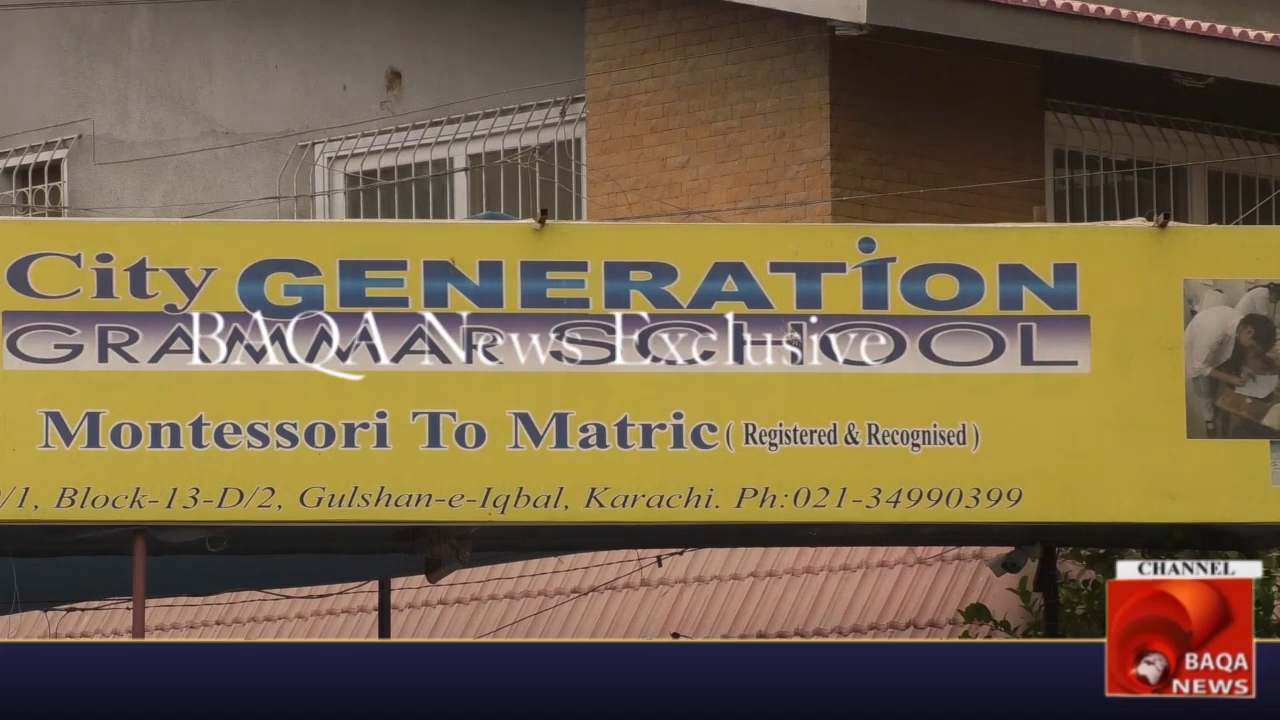 City GENERATiON
GRAMMAR SCHOOL
BAQA News Exclusive
Montessori To Matric ( Registered & Recognised )
/1, Block-13-D/2, Gulshan-e-Iqbal, Karachi. Ph:021-34990399
CHANNEL
BAQA
NEWS